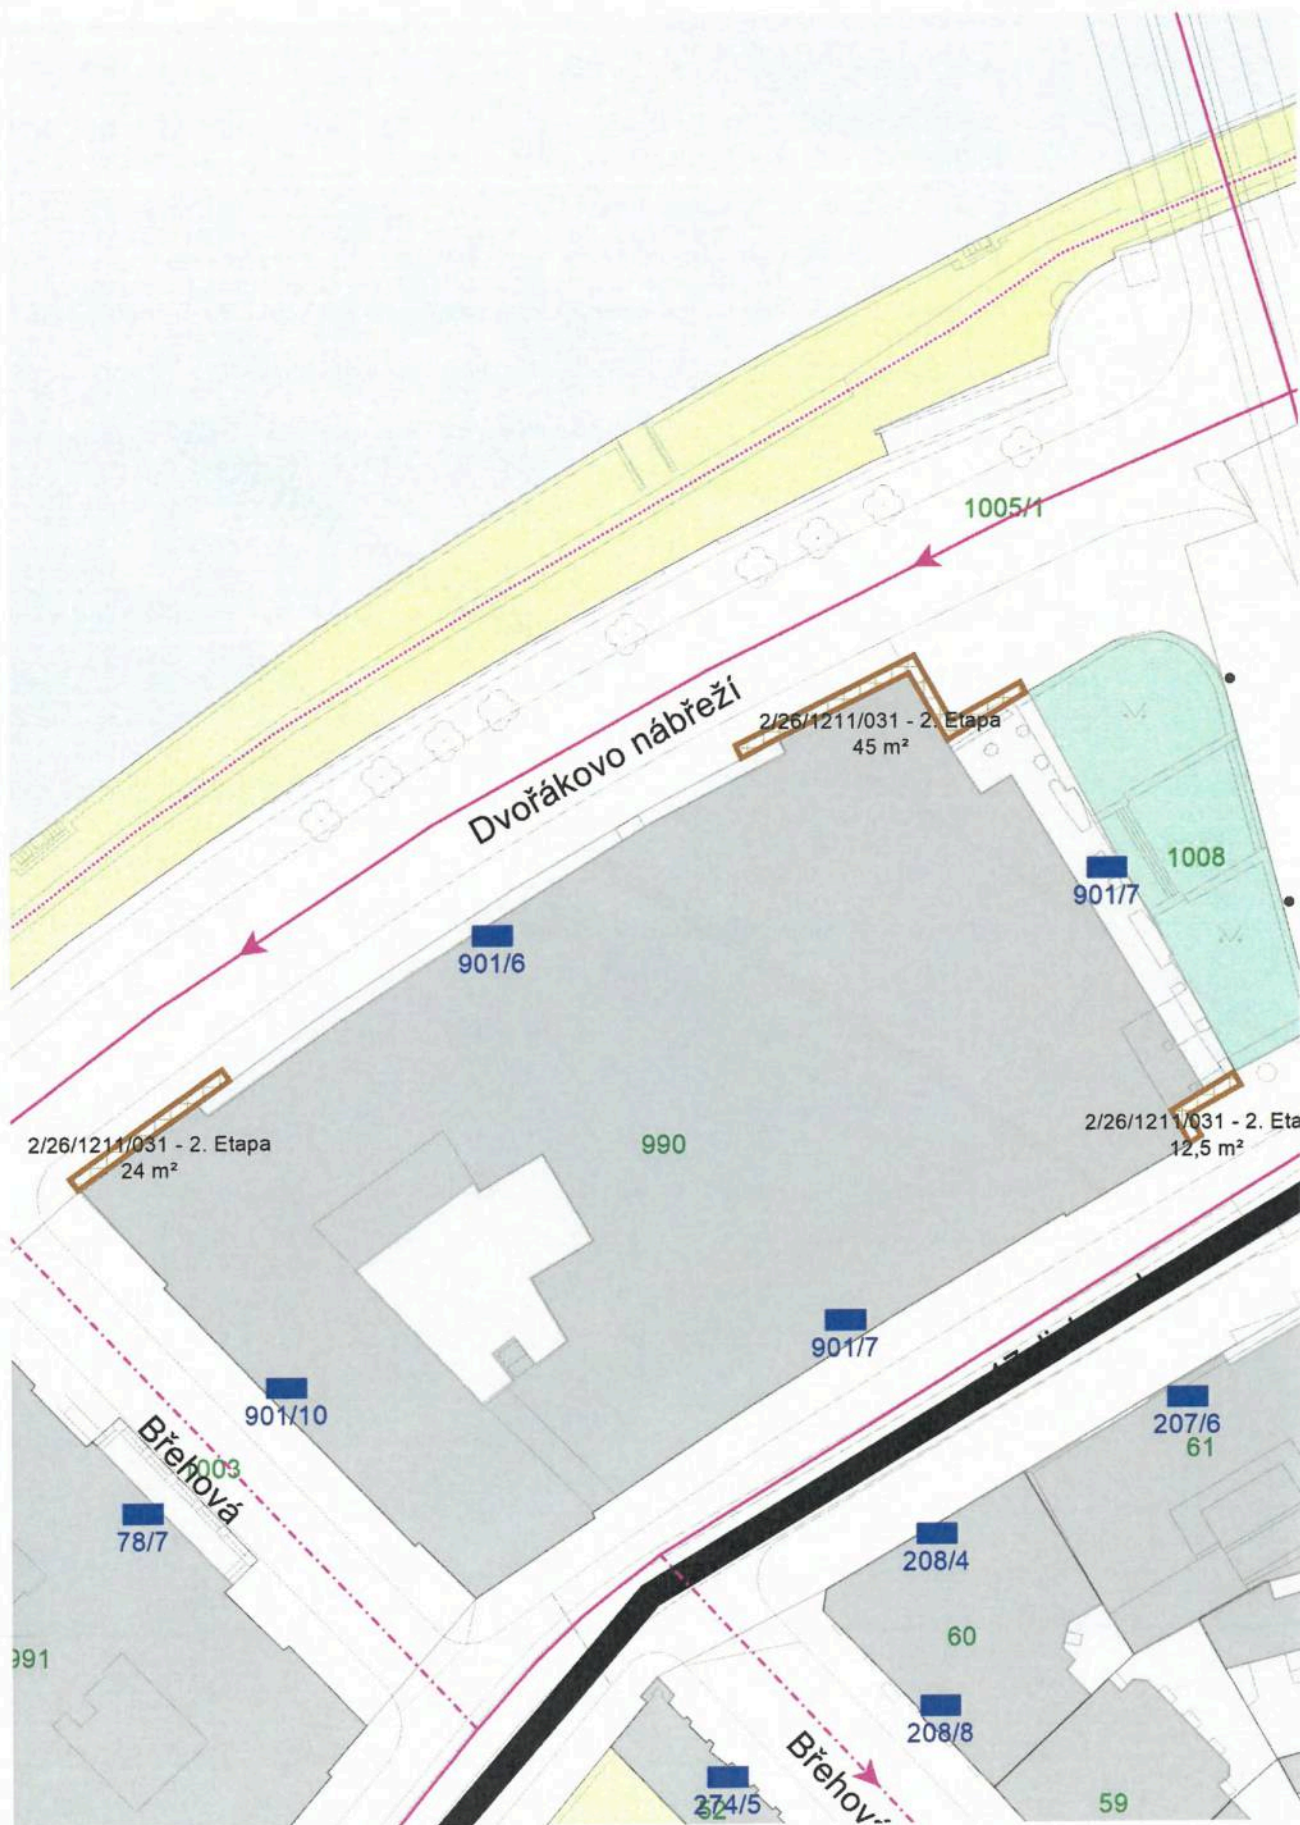 1005/1
Dvořákovo nábřeží
2/26/1211/031 - 2. Etapa
45 m²
1008
901/7
901/6
2/26/1211/031 - 2. Etapa
24 m²
990
2/26/1211/031 - 2. Eta
12,5 m²
901/7
901/10
Břehová
1003
78/7
207/6
61
208/4
60
991
208/8
Břehová
274/5
59